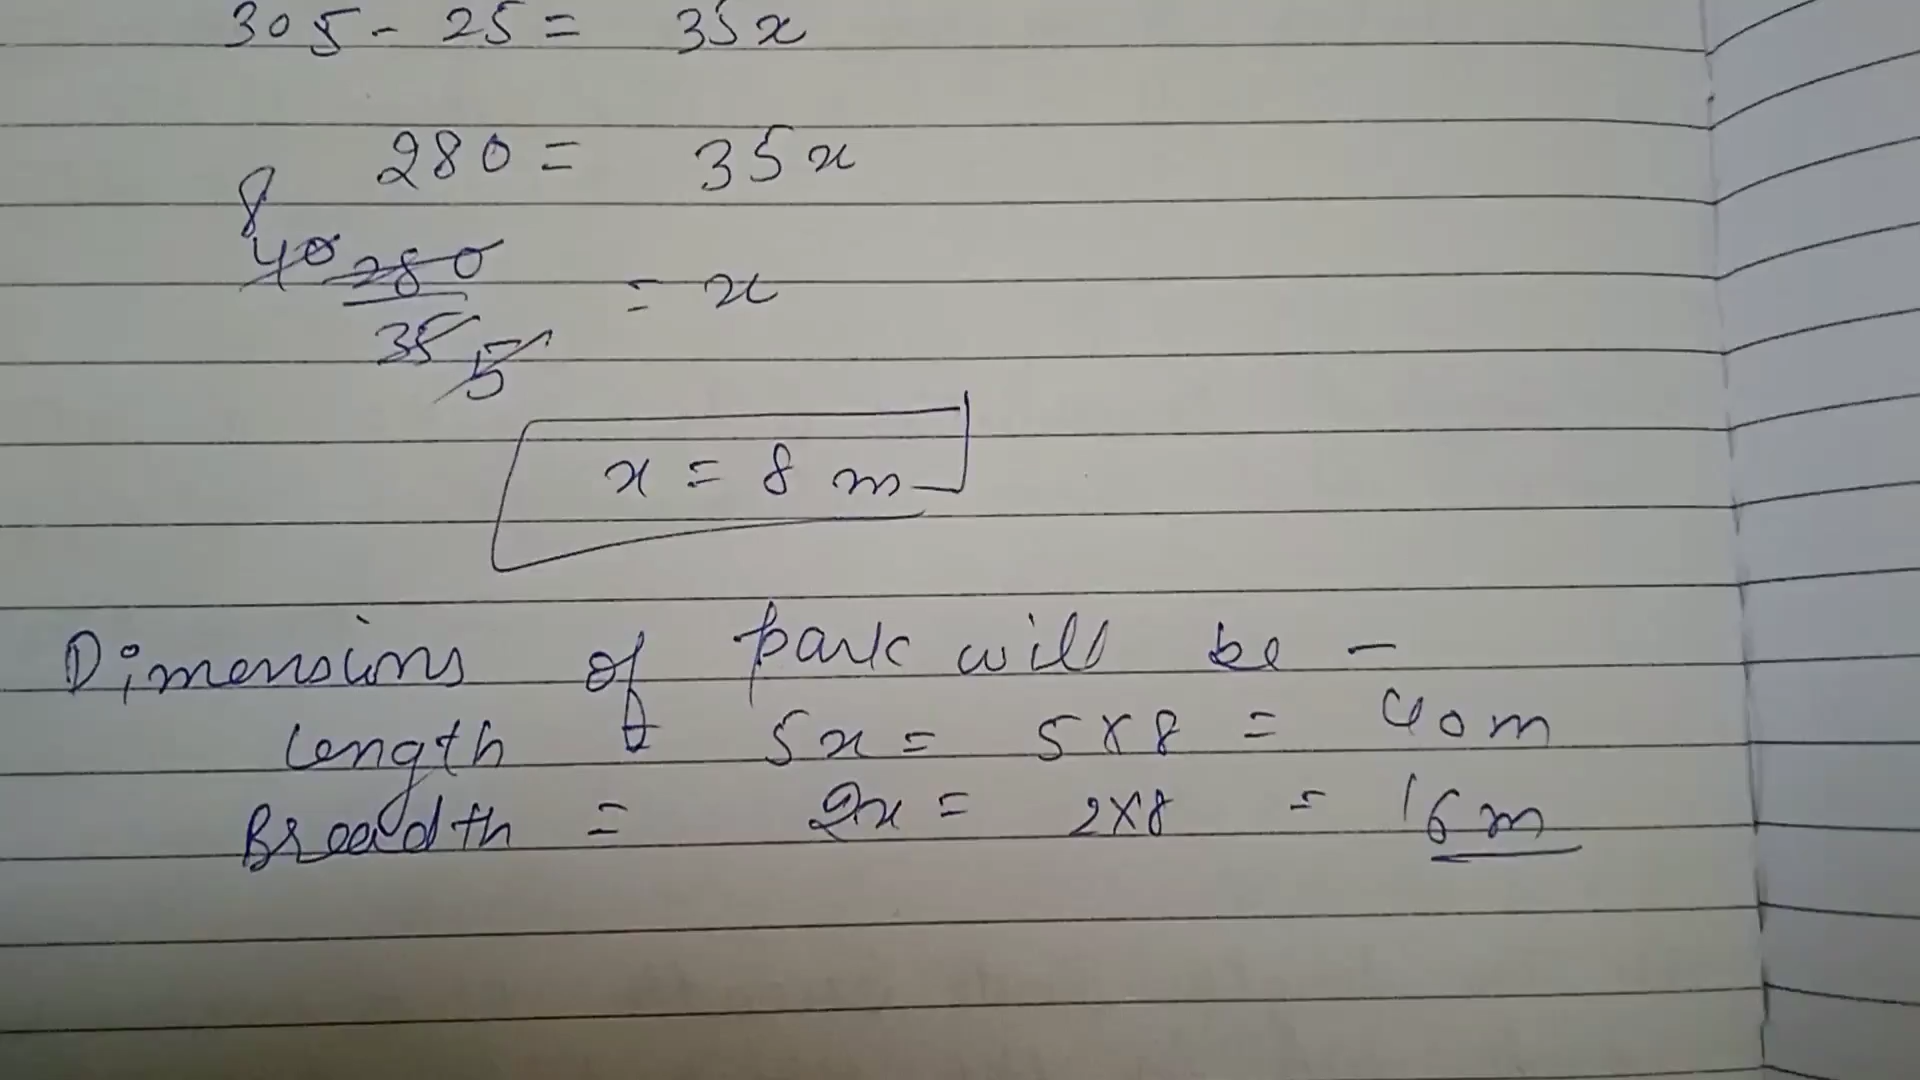 305 - 25 = 35x
280 = 35x
8
40 280
= x
35 5
x = 8 m
Dimensions of park will be -
length 5x = 5×8 = 40m
Breadth = 2x = 2×8 = 16m